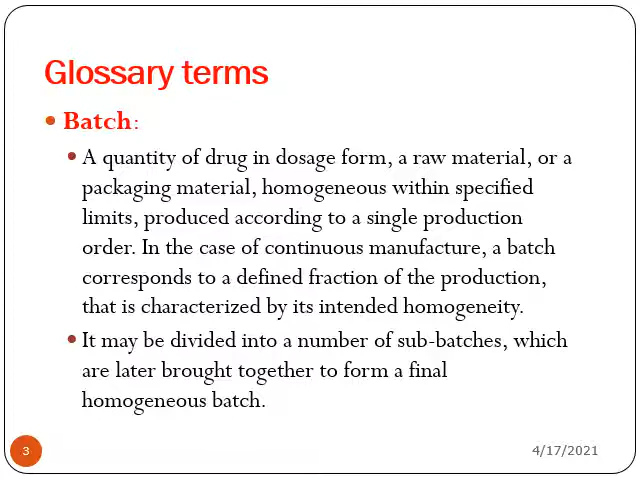 Glossary terms
• Batch:
• A quantity of drug in dosage form, a raw material, or a
packaging material, homogeneous within specified
limits, produced according to a single production
order. In the case of continuous manufacture, a batch
corresponds to a defined fraction of the production,
that is characterized by its intended homogeneity.
• It may be divided into a number of sub-batches, which
are later brought together to form a final
homogeneous batch.
3
4/17/2021